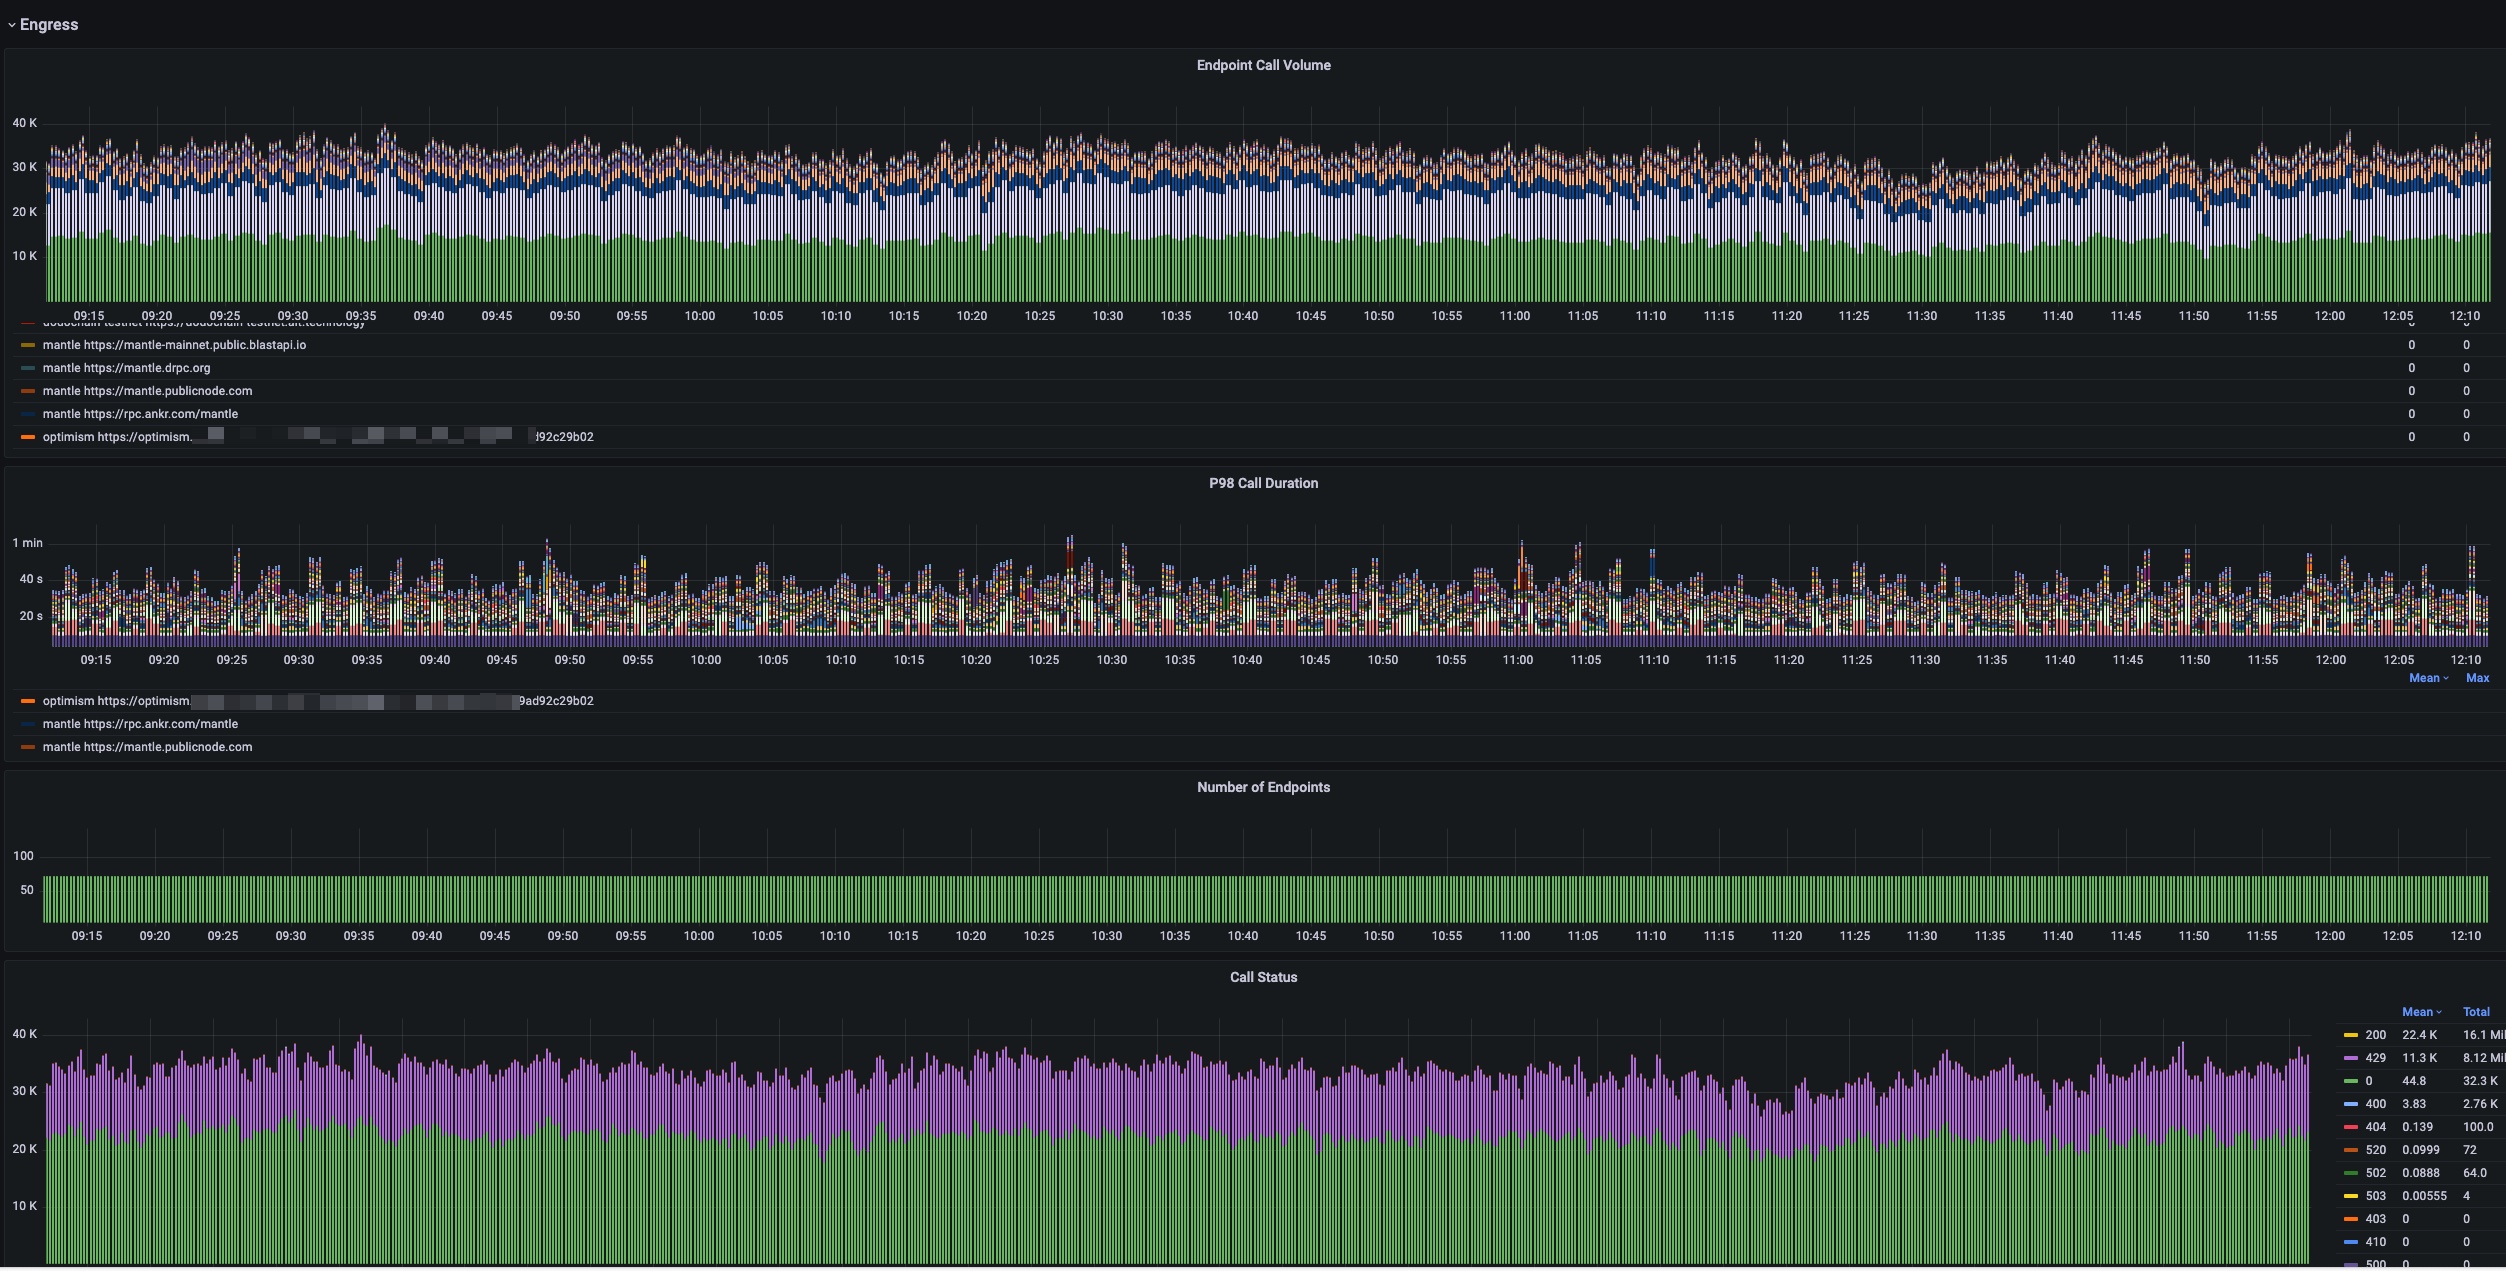 Engress
Endpoint Call Volume
40 K
30 K
20 K
10 K
09:15 09:20 09:25 09:30 09:35 09:40 09:45 09:50 09:55 10:00 10:05 10:10 10:15 10:20 10:25 10:30 10:35 10:40 10:45 10:50 10:55 11:00 11:05 11:10 11:15 11:20 11:25 11:30 11:35 11:40 11:45 11:50 11:55 12:00 12:05 12:10
mantle https://mantle-mainnet.public.blastapi.io 0 0
mantle https://mantle.drpc.org 0 0
mantle https://mantle.publicnode.com 0 0
mantle https://rpc.ankr.com/mantle 0 0
optimism https://optimism. d92c29b02 0 0
P98 Call Duration
1 min
40 s
20 s
09:15 09:20 09:25 09:30 09:35 09:40 09:45 09:50 09:55 10:00 10:05 10:10 10:15 10:20 10:25 10:30 10:35 10:40 10:45 10:50 10:55 11:00 11:05 11:10 11:15 11:20 11:25 11:30 11:35 11:40 11:45 11:50 11:55 12:00 12:05 12:10
Mean Max
optimism https://optimism. 9ad92c29b02
mantle https://rpc.ankr.com/mantle
mantle https://mantle.publicnode.com
Number of Endpoints
100
50
09:15 09:20 09:25 09:30 09:35 09:40 09:45 09:50 09:55 10:00 10:05 10:10 10:15 10:20 10:25 10:30 10:35 10:40 10:45 10:50 10:55 11:00 11:05 11:10 11:15 11:20 11:25 11:30 11:35 11:40 11:45 11:50 11:55 12:00 12:05 12:10
Call Status
40 K
30 K
20 K
10 K
Mean Total
200 22.4 K 16.1 Mil
429 11.3 K 8.12 Mil
0 44.8 32.3 K
400 3.83 2.76 K
404 0.139 100.0
520 0.0999 72
502 0.0888 64.0
503 0.00555 4
403 0 0
410 0 0
500 0 0